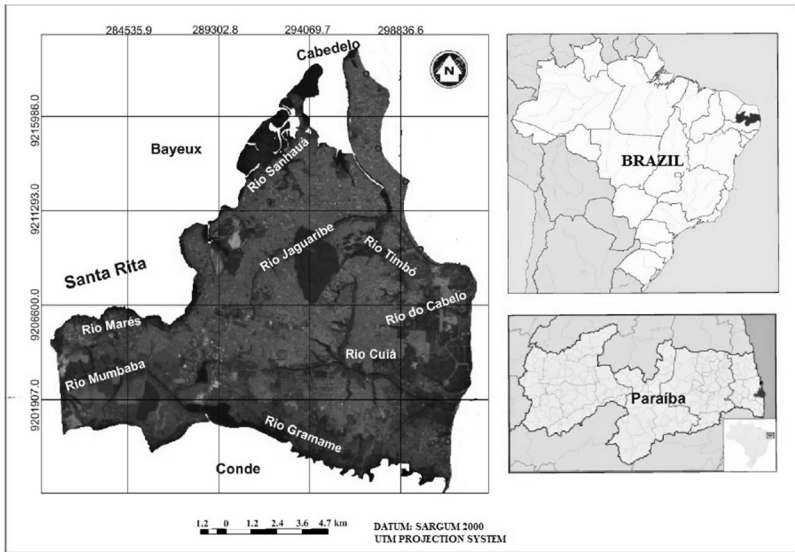 284535.9 289302.8 294069.7 298836.6
Cabedelo
N
9215986.0
Bayeux
Rio Sanhauá
9211293.0
Rio Jaguaribe
Rio Timbó
Santa Rita
9206600.0
Rio do Cabelo
Rio Marés
Rio Cuiá
Rio Mumbaba
9201907.0
Rio Gramame
Conde
1.2 0 1.2 2.4 3.6 4.7 km
DATUM: SARGUM 2000
UTM PROJECTION SYSTEM
BRAZIL
Paraíba